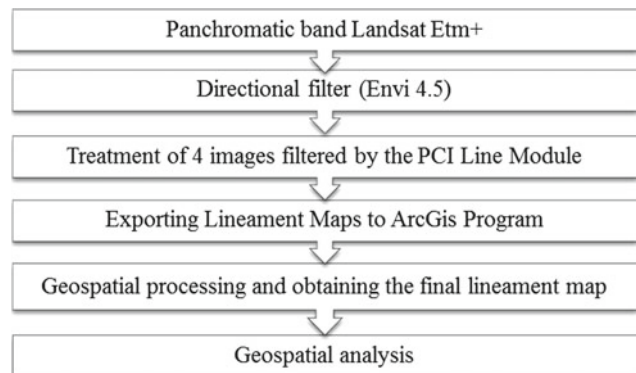 Panchromatic band Landsat Etm+
Directional filter (Envi 4.5)
Treatment of 4 images filtered by the PCI Line Module
Exporting Lineament Maps to ArcGis Program
Geospatial processing and obtaining the final lineament map
Geospatial analysis